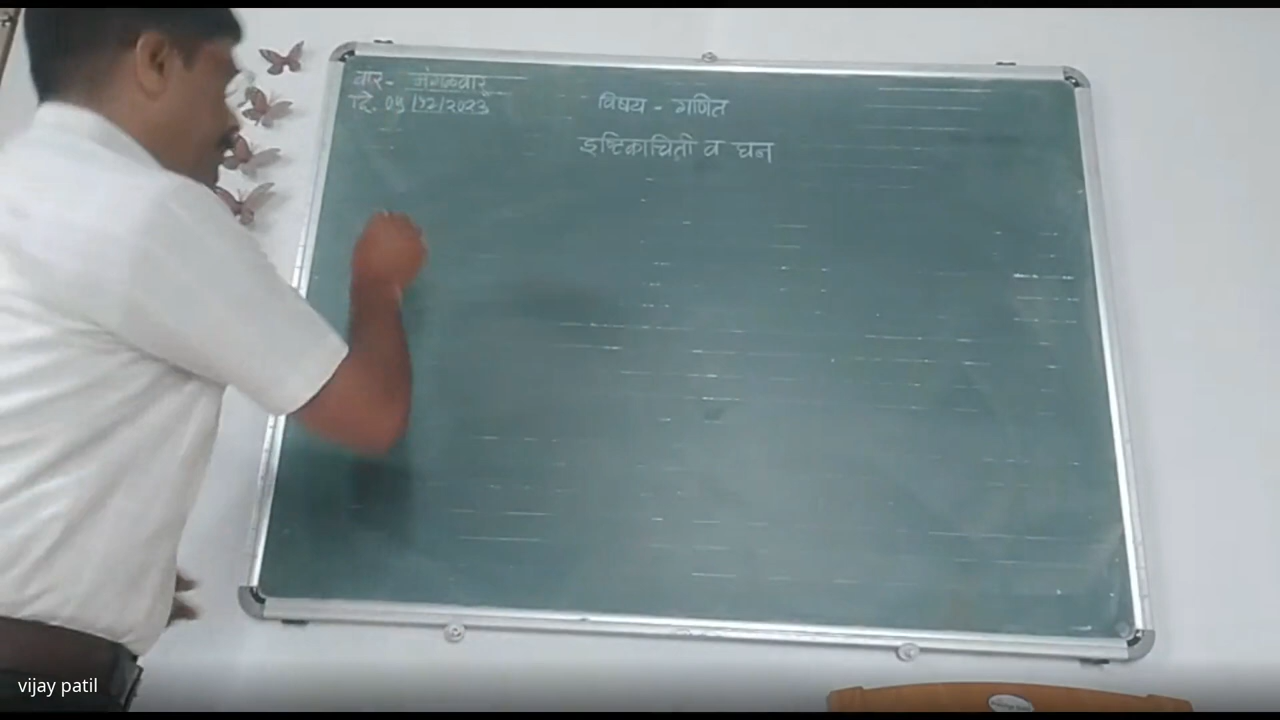 वार- मंगळवार
दि. 05/12/2023
विषय - गणित
इष्टिकाचिती व घन
vijay patil